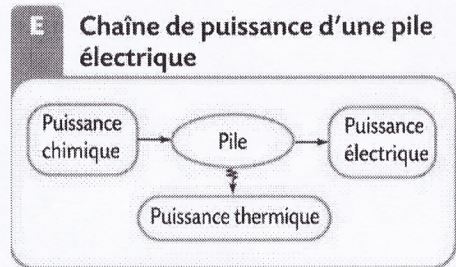 E
Chaîne de puissance d'une pile
électrique
Puissance
chimique
Pile
Puissance
électrique
Puissance thermique